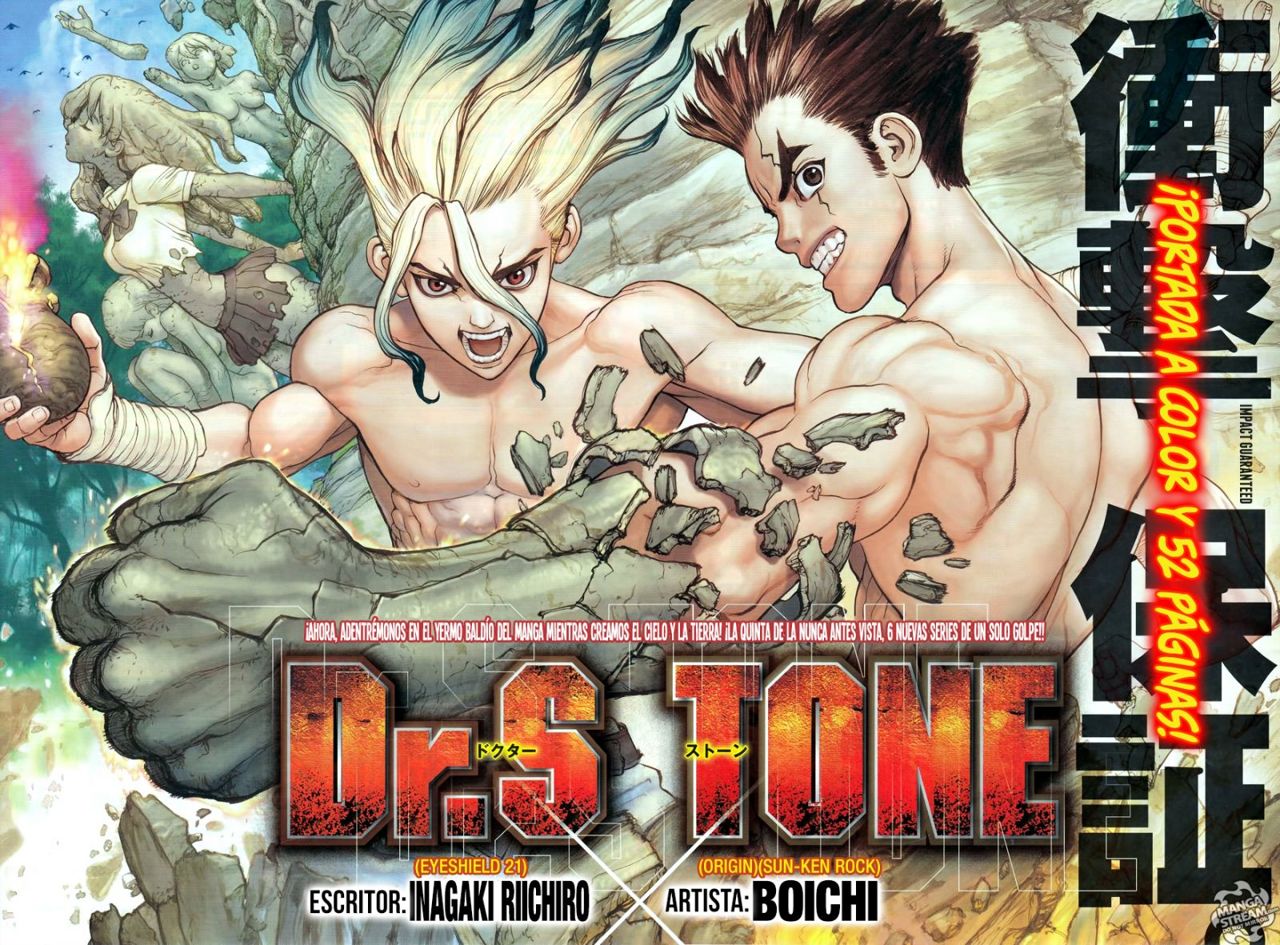 衝撃保証
IMPACT GUARANTEED
¡PORTADA A COLOR Y 52 PÁGINAS!
¡AHORA, ADENTRÉMONOS EN EL YERMO BALDÍO DEL MANGA MIENTRAS CREAMOS EL CIELO Y LA TIERRA! ¡LA QUINTA DE LA NUNCA ANTES VISTA, 6 NUEVAS SERIES DE UN SOLO GOLPE!!
Dr.S TONE
ドクター ストーン
(EYESHIELD 21) (ORIGIN)(SUN-KEN ROCK)
ESCRITOR: INAGAKI RIICHIRO × ARTISTA: BOICHI
MANGA
STREAM